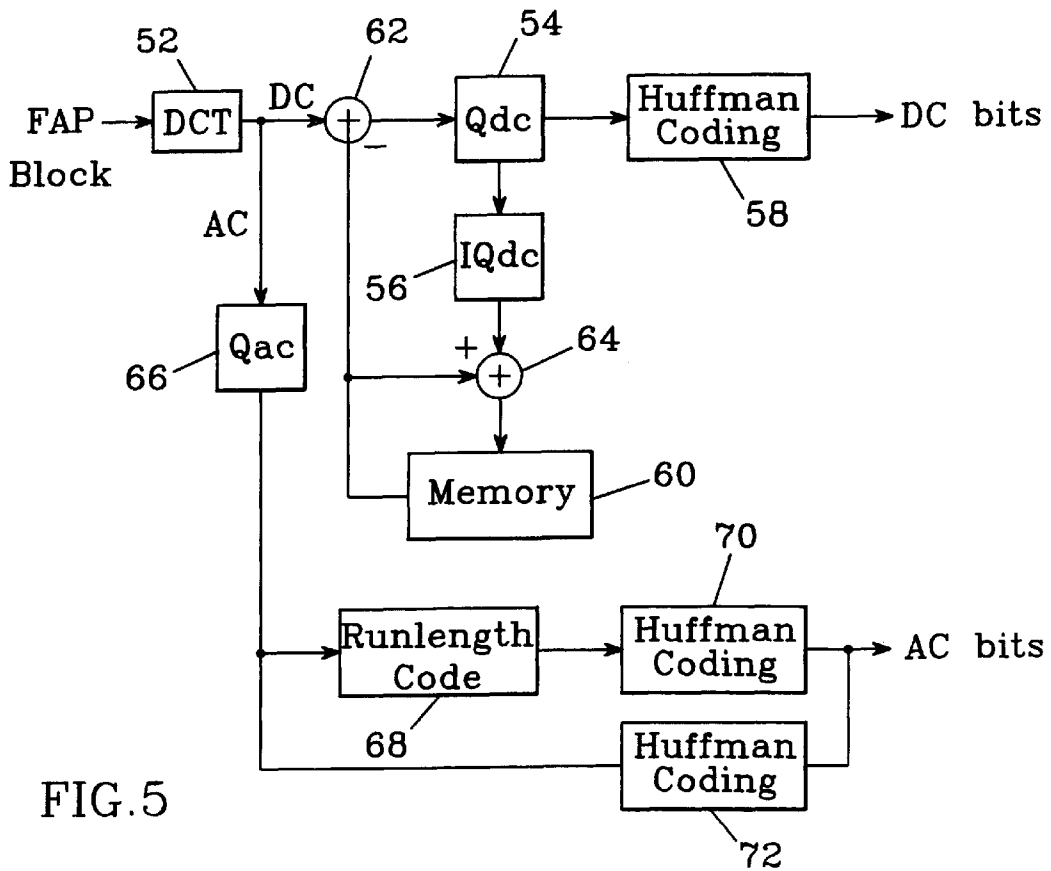 52
62
54
FAP
Block
DCT
DC
+
−
Qdc
Huffman
Coding
DC bits
58
AC
IQdc
56
66
Qac
+
+
64
Memory
60
70
Runlength
Code
68
Huffman
Coding
AC bits
Huffman
Coding
72
FIG.5